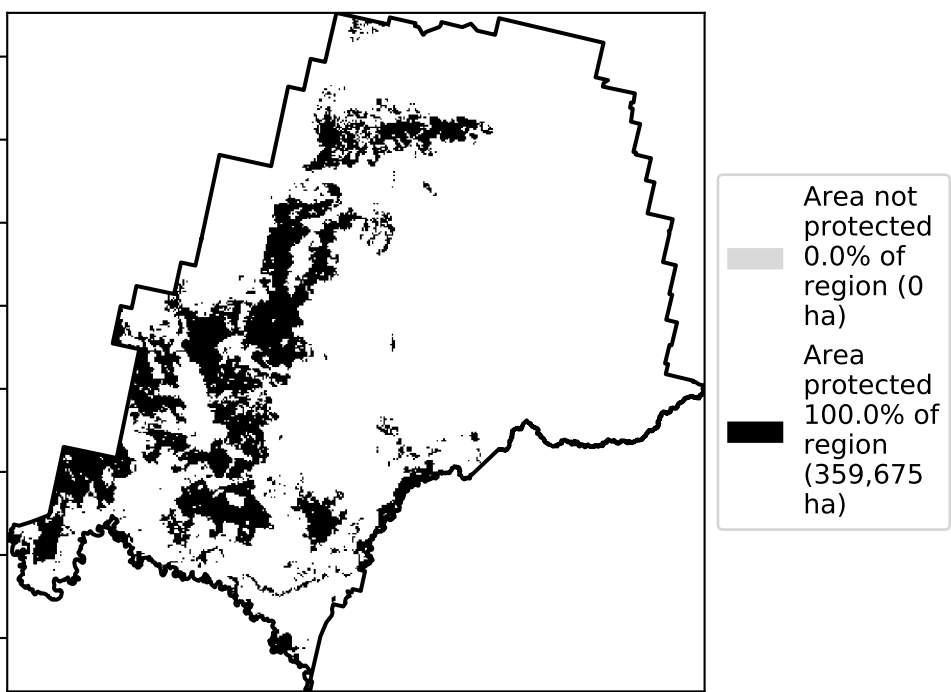 Area not
protected
0.0% of
region (0
ha)
Area
protected
100.0% of
region
(359,675
ha)